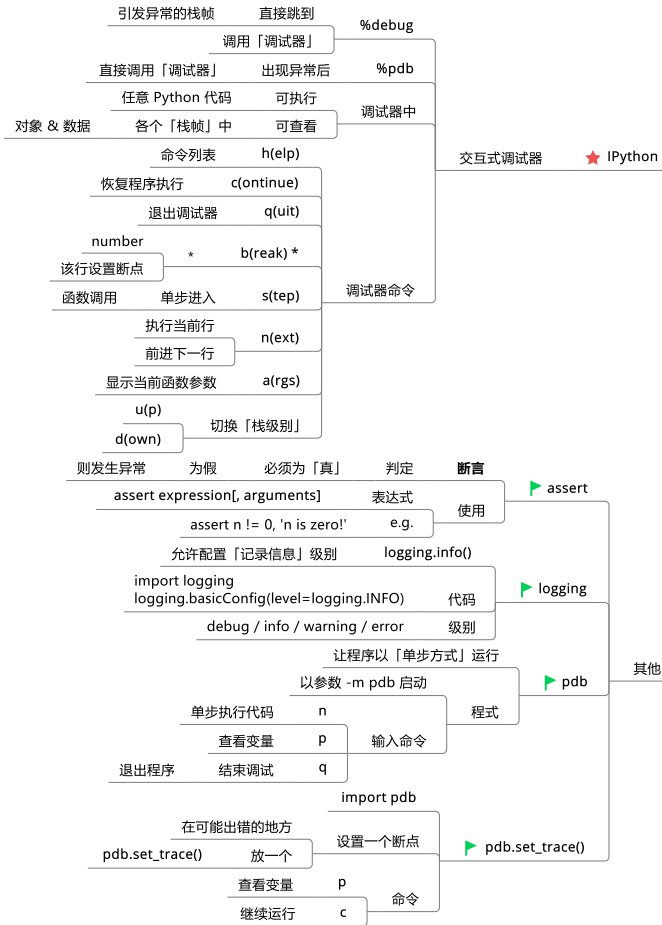 引发异常的栈帧 直接跳到 %debug
调用「调试器」
直接调用「调试器」 出现异常后 %pdb
任意 Python 代码 可执行 调试器中
对象 & 数据 各个「栈帧」中 可查看
交互式调试器 IPython
命令列表 h(elp)
恢复程序执行 c(ontinue)
退出调试器 q(uit)
number * b(reak) *
该行设置断点
调试器命令
函数调用 单步进入 s(tep)
执行当前行 n(ext)
前进下一行
显示当前函数参数 a(rgs)
u(p) 切换「栈级别」
d(own)
则发生异常 为假 必须为「真」 判定 断言
assert
assert expression[, arguments] 表达式 使用
assert n != 0, 'n is zero!' e.g.
允许配置「记录信息」级别 logging.info()
logging
import logging
logging.basicConfig(level=logging.INFO) 代码
debug / info / warning / error 级别
其他
让程序以「单步方式」运行
pdb
以参数 -m pdb 启动
程式
单步执行代码 n
查看变量 p 输入命令
退出程序 结束调试 q
import pdb
在可能出错的地方 设置一个断点
pdb.set_trace() 放一个
pdb.set_trace()
查看变量 p 命令
继续运行 c